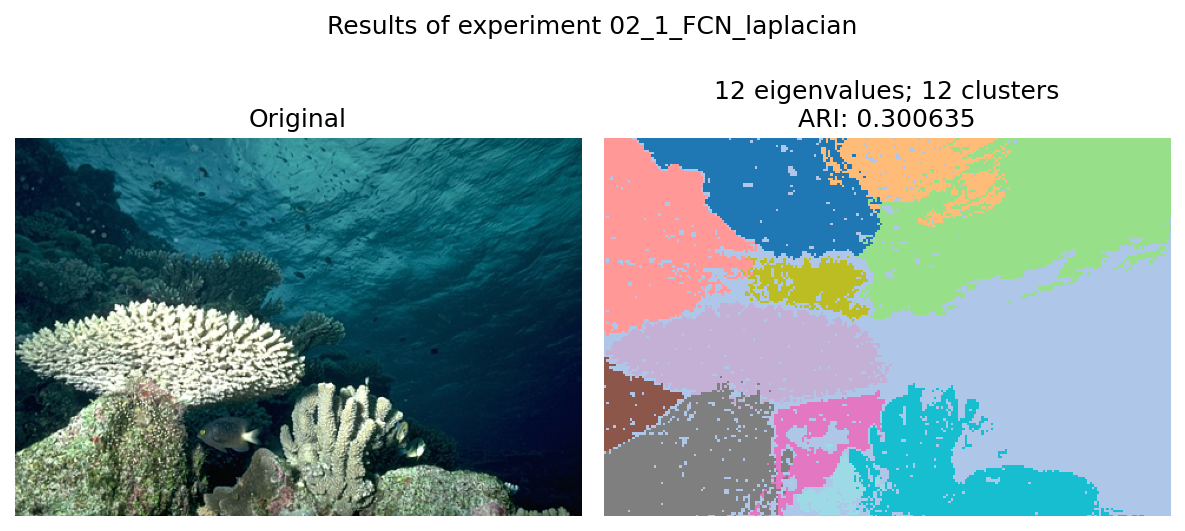 Results of experiment 02_1_FCN_laplacian
Original
12 eigenvalues; 12 clusters
ARI: 0.300635